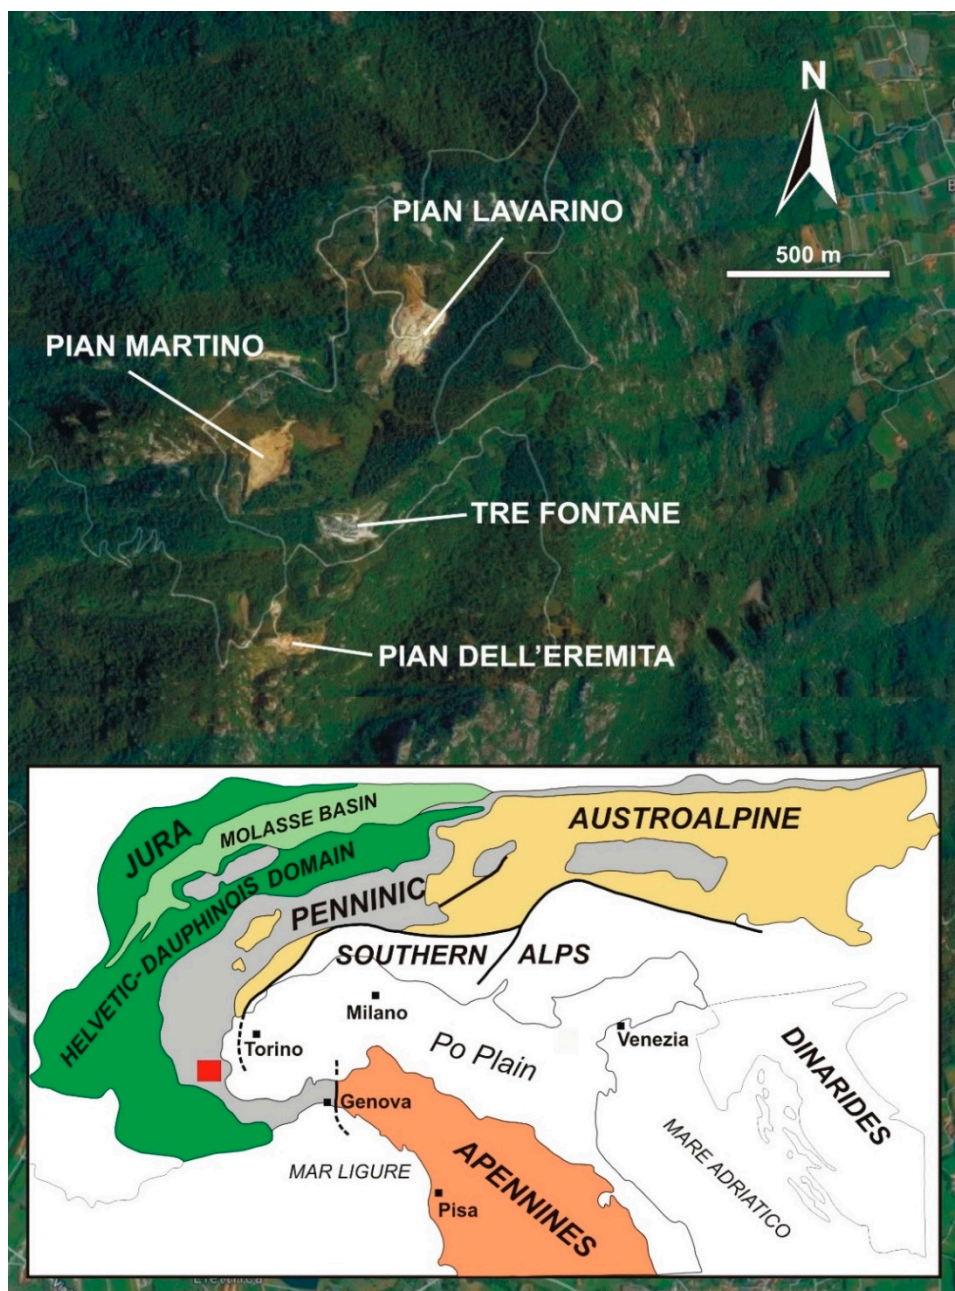 N
PIAN LAVARINO
500 m
PIAN MARTINO
TRE FONTANE
PIAN DELL'EREMITA
JURA
MOLASSE BASIN
AUSTROALPINE
HELVETIC-DAUPHINOIS DOMAIN
PENNINIC
SOUTHERN ALPS
Milano
Torino
Po Plain
Venezia
DINARIDES
Genova
MAR LIGURE
APENNINES
MARE ADRIATICO
Pisa